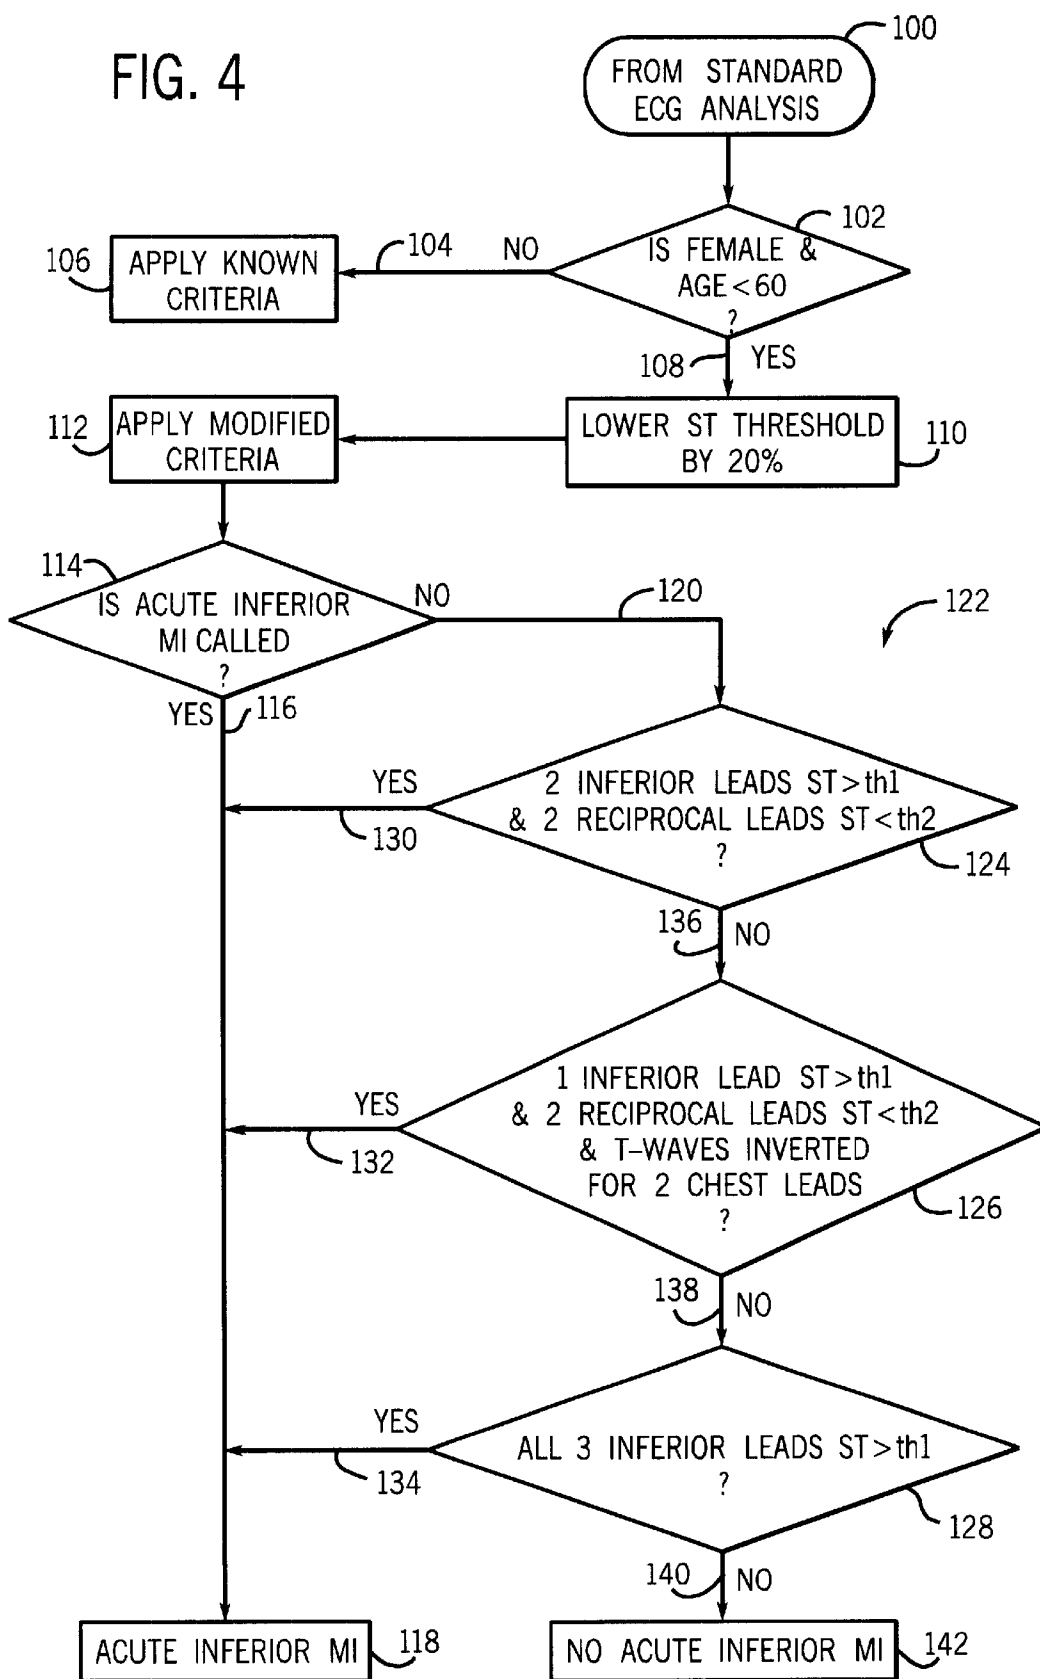 FIG. 4
100
FROM STANDARD
ECG ANALYSIS
102
IS FEMALE &
AGE<60
?
NO
104
106
APPLY KNOWN
CRITERIA
108
YES
LOWER ST THRESHOLD
BY 20%
110
112
APPLY MODIFIED
CRITERIA
114
IS ACUTE INFERIOR
MI CALLED
?
NO
120
122
YES
116
2 INFERIOR LEADS ST>th1
& 2 RECIPROCAL LEADS ST<th2
?
124
YES
130
136
NO
1 INFERIOR LEAD ST>th1
& 2 RECIPROCAL LEADS ST<th2
& T-WAVES INVERTED
FOR 2 CHEST LEADS
?
126
YES
132
138
NO
ALL 3 INFERIOR LEADS ST>th1
?
128
YES
134
140
NO
ACUTE INFERIOR MI
118
NO ACUTE INFERIOR MI
142